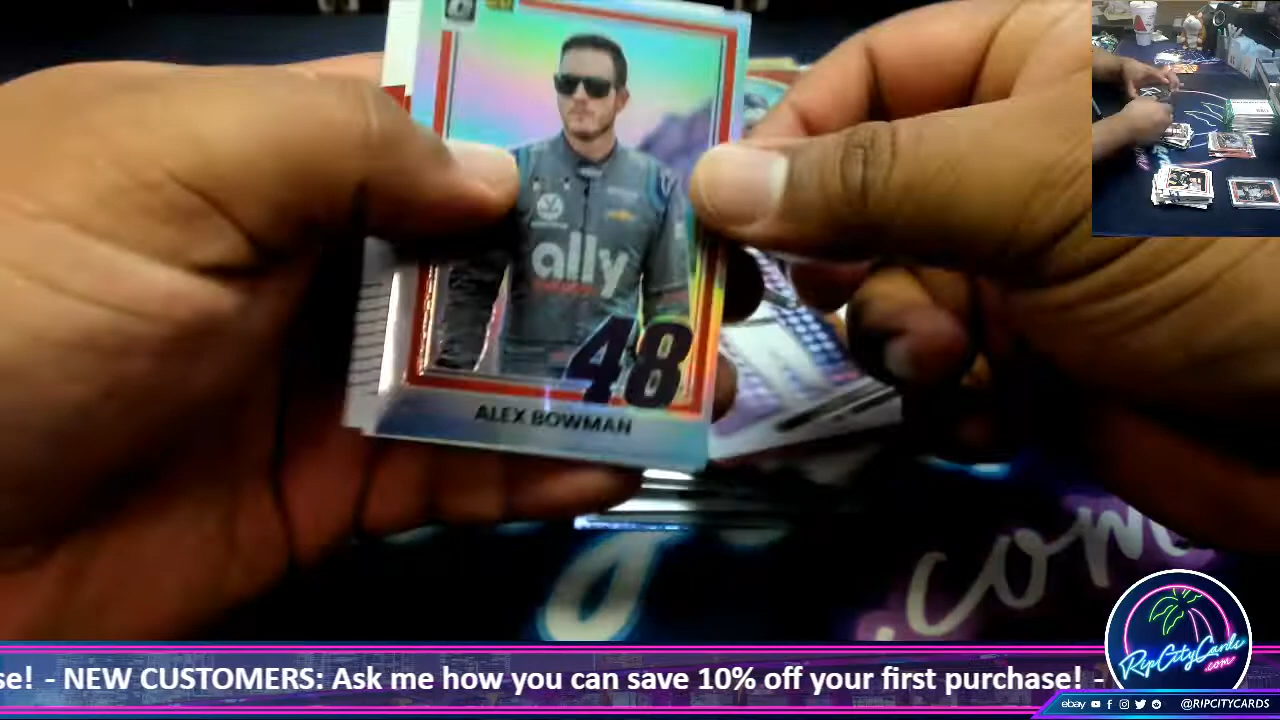 ally
48
ALEX BOWMAN
.com
se! - NEW CUSTOMERS: Ask me how you can save 10% off your first purchase! -
RipCityCards
.com
ebay
@RIPCITYCARDS